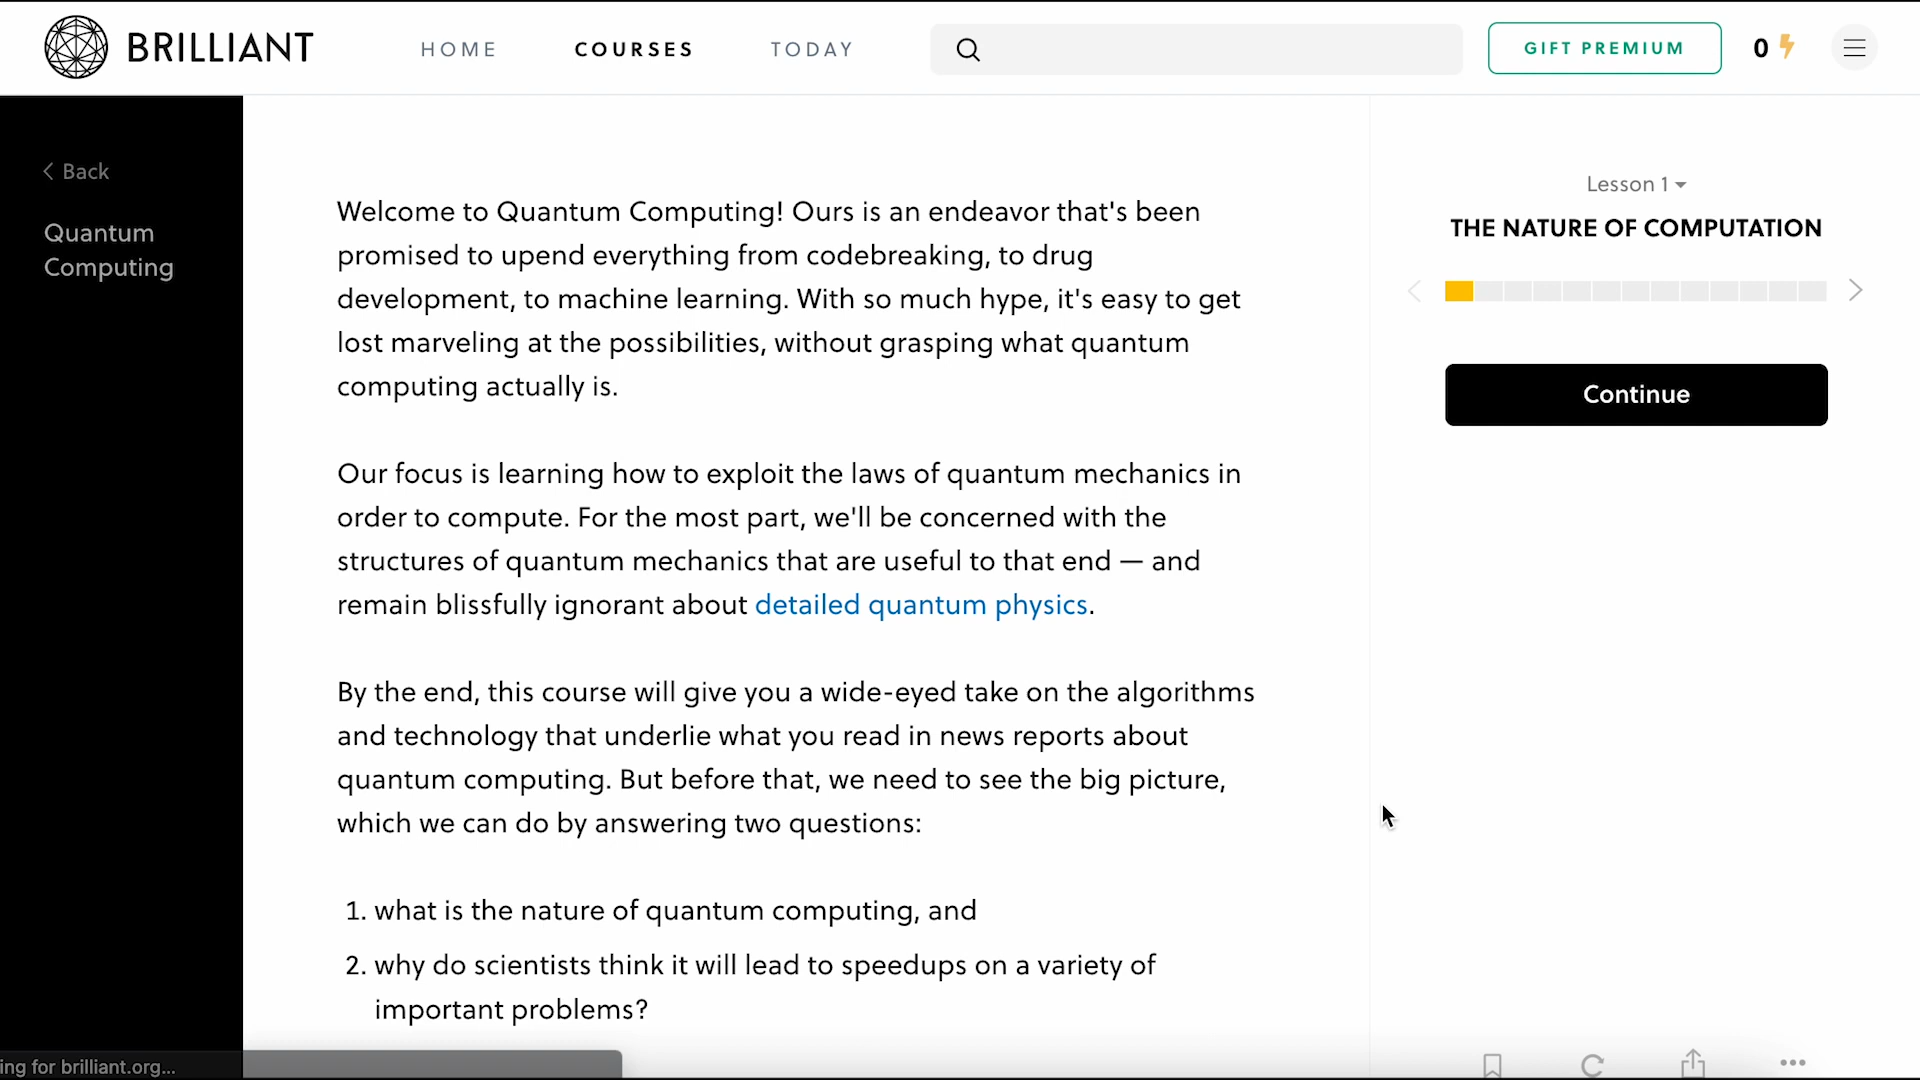 BRILLIANT
HOME
COURSES
TODAY
GIFT PREMIUM
0
Back
Quantum
Computing
Welcome to Quantum Computing! Ours is an endeavor that's been
promised to upend everything from codebreaking, to drug
development, to machine learning. With so much hype, it's easy to get
lost marveling at the possibilities, without grasping what quantum
computing actually is.
Our focus is learning how to exploit the laws of quantum mechanics in
order to compute. For the most part, we'll be concerned with the
structures of quantum mechanics that are useful to that end — and
remain blissfully ignorant about detailed quantum physics.
By the end, this course will give you a wide-eyed take on the algorithms
and technology that underlie what you read in news reports about
quantum computing. But before that, we need to see the big picture,
which we can do by answering two questions:
1. what is the nature of quantum computing, and
2. why do scientists think it will lead to speedups on a variety of
important problems?
Lesson 1
THE NATURE OF COMPUTATION
Continue
ing for brilliant.org...